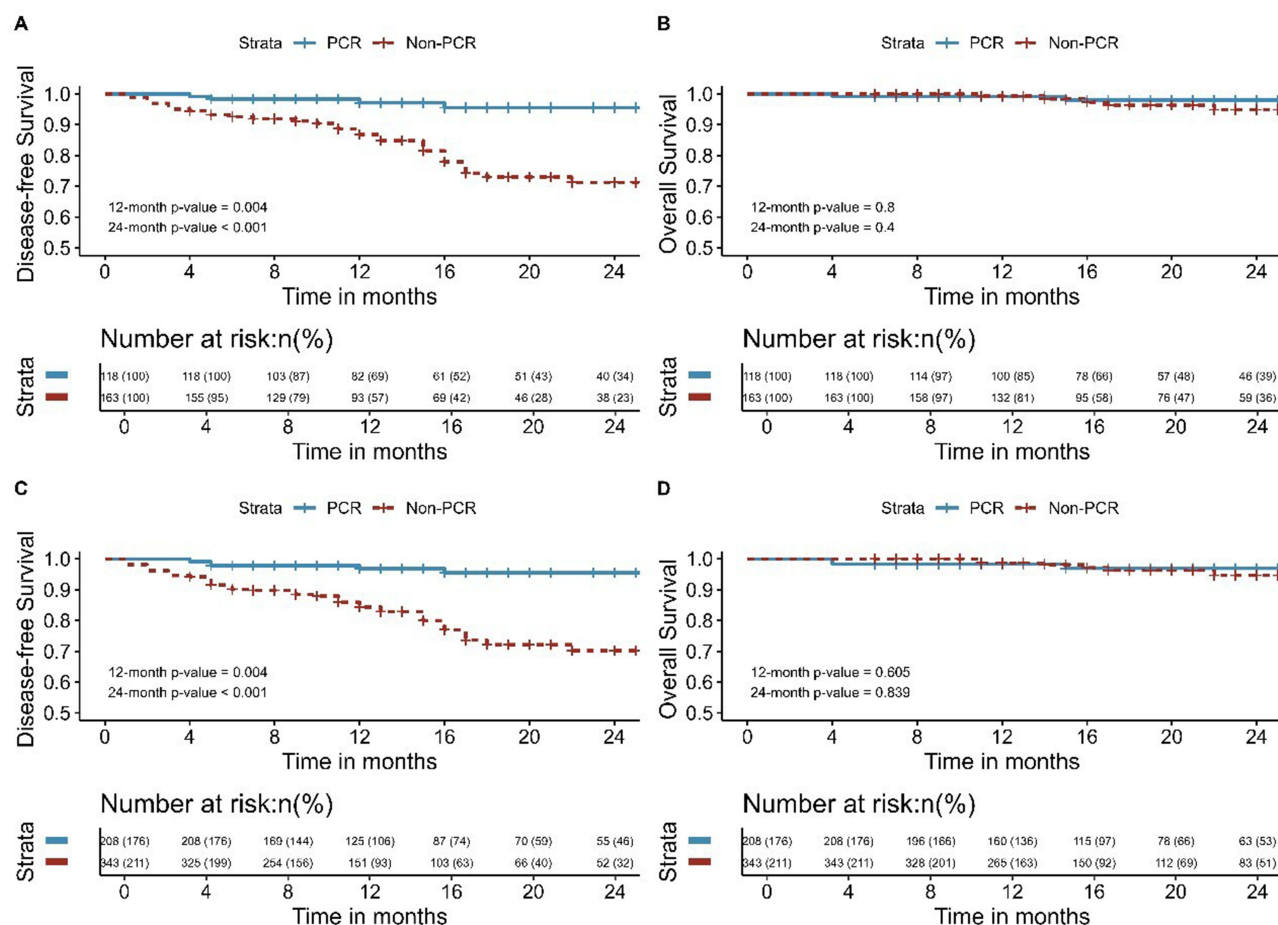 A
Strata PCR Non-PCR
Disease-free Survival
1.0
0.9
0.8
0.7
0.6
0.5
12-month p-value = 0.004
24-month p-value < 0.001
0 4 8 12 16 20 24
Time in months
Number at risk:n(%)
Strata
118 (100) 118 (100) 103 (87) 82 (69) 61 (52) 51 (43) 40 (34)
163 (100) 155 (95) 129 (79) 93 (57) 69 (42) 46 (28) 38 (23)
0 4 8 12 16 20 24
Time in months
B
Strata PCR Non-PCR
Overall Survival
1.0
0.9
0.8
0.7
0.6
0.5
12-month p-value = 0.8
24-month p-value = 0.4
0 4 8 12 16 20 24
Time in months
Number at risk:n(%)
Strata
118 (100) 118 (100) 114 (97) 100 (85) 78 (66) 57 (48) 46 (39)
163 (100) 163 (100) 158 (97) 132 (81) 95 (58) 76 (47) 59 (36)
0 4 8 12 16 20 24
Time in months
C
Strata PCR Non-PCR
Disease-free Survival
1.0
0.9
0.8
0.7
0.6
0.5
12-month p-value = 0.004
24-month p-value < 0.001
0 4 8 12 16 20 24
Time in months
Number at risk:n(%)
Strata
208 (176) 208 (176) 169 (144) 125 (106) 87 (74) 70 (59) 55 (46)
343 (211) 325 (199) 254 (156) 151 (93) 103 (63) 66 (40) 52 (32)
0 4 8 12 16 20 24
Time in months
D
Strata PCR Non-PCR
Overall Survival
1.0
0.9
0.8
0.7
0.6
0.5
12-month p-value = 0.605
24-month p-value = 0.839
0 4 8 12 16 20 24
Time in months
Number at risk:n(%)
Strata
208 (176) 208 (176) 196 (166) 160 (136) 115 (97) 78 (66) 63 (53)
343 (211) 343 (211) 328 (201) 265 (163) 150 (92) 112 (69) 83 (51)
0 4 8 12 16 20 24
Time in months